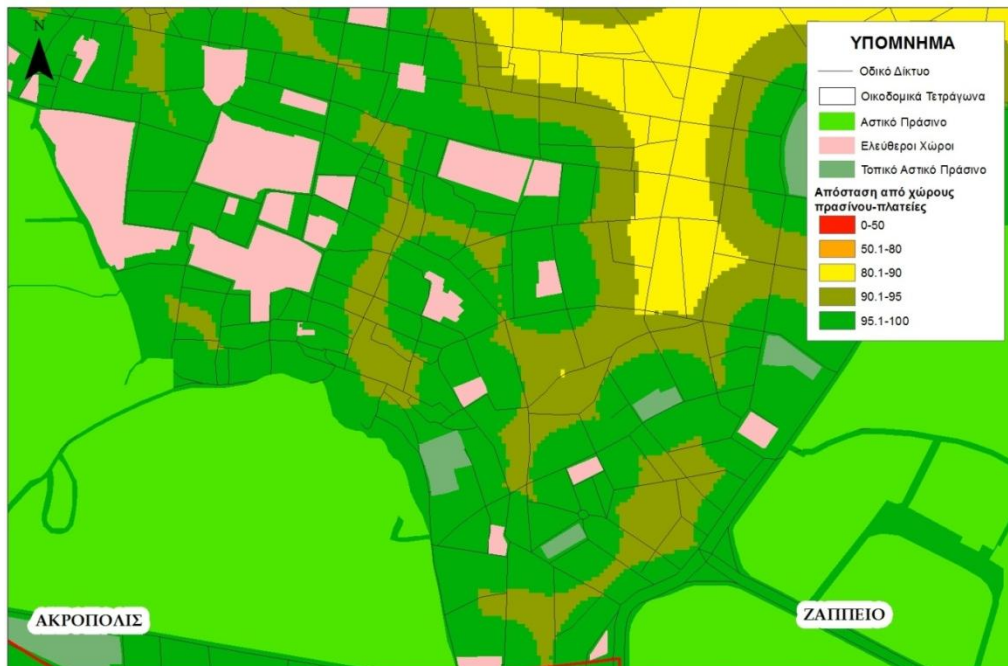 N
ΥΠΟΜΝΗΜΑ
Οδικό Δίκτυο
Οικοδομικά Τετράγωνα
Αστικό Πράσινο
Ελεύθεροι Χώροι
Τοπικό Αστικό Πράσινο
Απόσταση από χώρους
πρασίνου-πλατείες
0-50
50.1-80
80.1-90
90.1-95
95.1-100
ΑΚΡΟΠΟΛΙΣ
ΖΑΠΠΕΙΟ